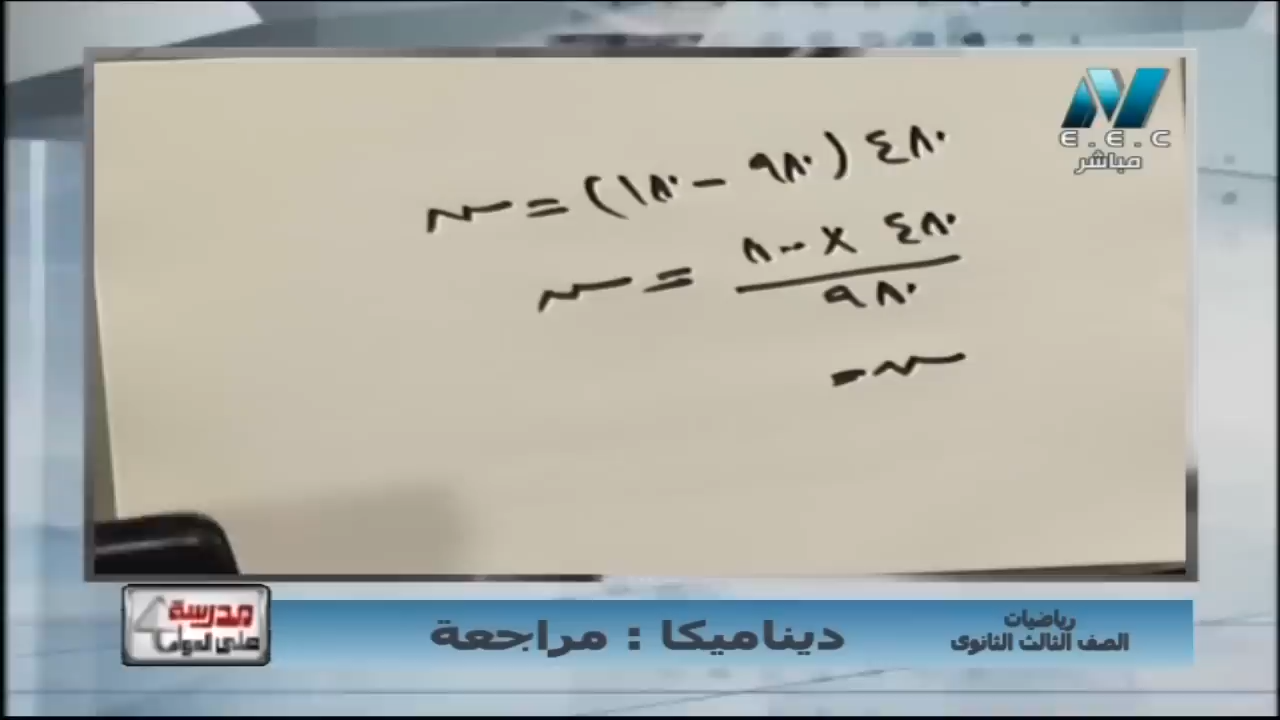 E.E.C
مباشر
س = (٩٨٠ − ١٨٠) ٤٨٠
س = ٨٠٠ × ٤٨٠
٩٨٠
س =
رياضيات
الصف الثالث الثانوى
ديناميكا : مراجعة
مدرسة
على الهواء